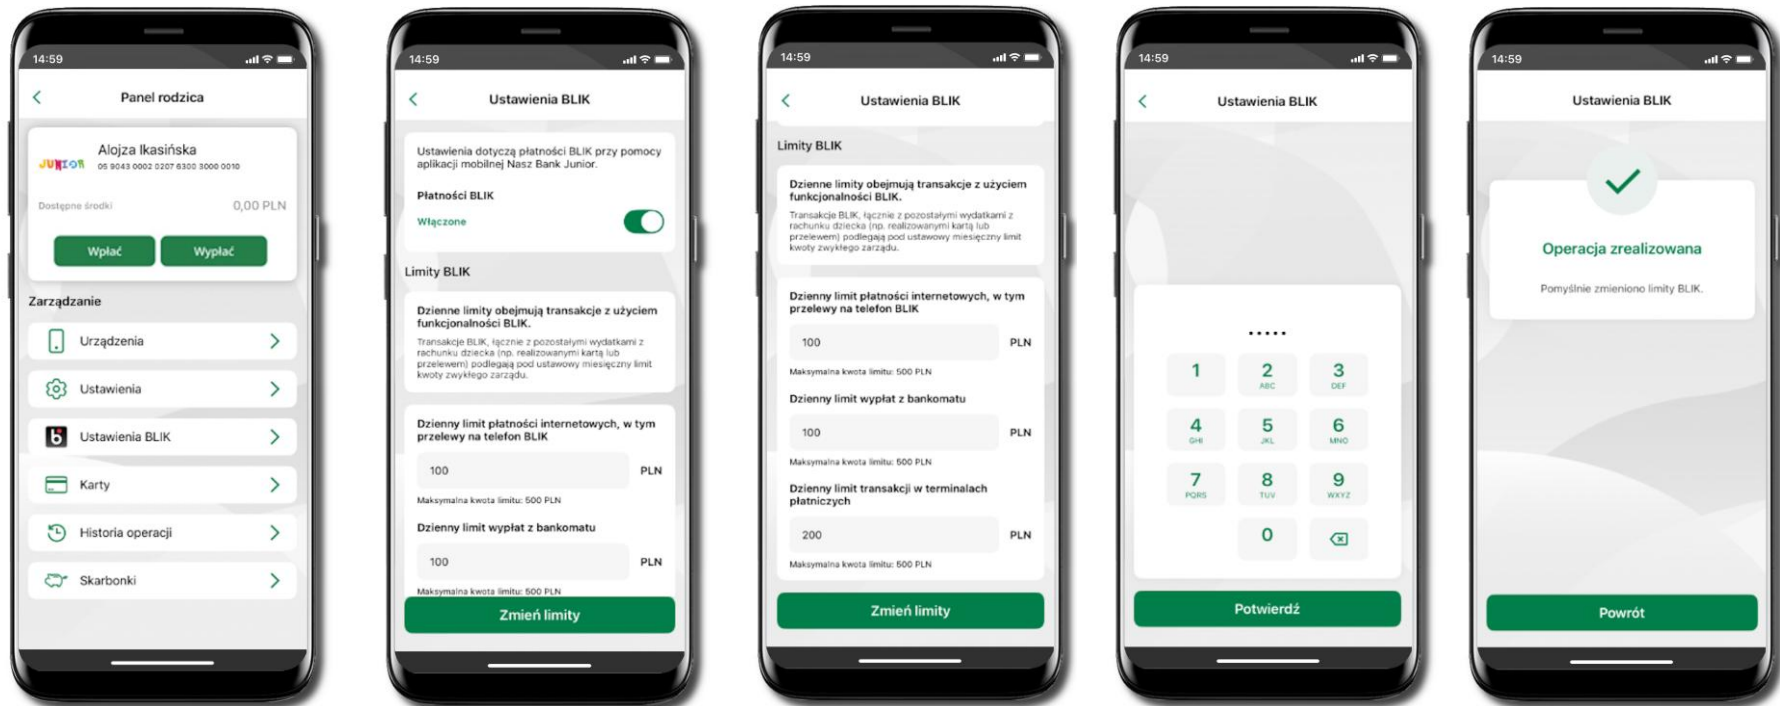 14:59
Panel rodzica
JUNIOR
Alojza Ikasińska
05 9043 0002 0207 6300 3000 0010
Dostępne środki
0,00 PLN
Wpłać
Wypłać
Zarządzanie
Urządzenia
Ustawienia
Ustawienia BLIK
Karty
Historia operacji
Skarbonki
14:59
Ustawienia BLIK
Ustawienia dotyczą płatności BLIK przy pomocy
aplikacji mobilnej Nasz Bank Junior.
Płatności BLIK
Włączone
Limity BLIK
Dzienne limity obejmują transakcje z użyciem
funkcjonalności BLIK.
Transakcje BLIK, łącznie z pozostałymi wydatkami z
rachunku dziecka (np. realizowanymi kartą lub
przelewem) podlegają pod ustawowy miesięczny limit
kwoty zwykłego zarządu.
Dzienny limit płatności internetowych, w tym
przelewy na telefon BLIK
100
PLN
Maksymalna kwota limitu: 500 PLN
Dzienny limit wypłat z bankomatu
100
PLN
Maksymalna kwota limitu: 500 PLN
Zmień limity
14:59
Ustawienia BLIK
Limity BLIK
Dzienne limity obejmują transakcje z użyciem
funkcjonalności BLIK.
Transakcje BLIK, łącznie z pozostałymi wydatkami z
rachunku dziecka (np. realizowanymi kartą lub
przelewem) podlegają pod ustawowy miesięczny limit
kwoty zwykłego zarządu.
Dzienny limit płatności internetowych, w tym
przelewy na telefon BLIK
100
PLN
Maksymalna kwota limitu: 500 PLN
Dzienny limit wypłat z bankomatu
100
PLN
Maksymalna kwota limitu: 500 PLN
Dzienny limit transakcji w terminalach
płatniczych
200
PLN
Maksymalna kwota limitu: 500 PLN
Zmień limity
14:59
Ustawienia BLIK
•••••
1 2 3
ABC DEF
4 5 6
GHI JKL MNO
7 8 9
PQRS TUV WXYZ
0
Potwierdź
14:59
Ustawienia BLIK
Operacja zrealizowana
Pomyślnie zmieniono limity BLIK.
Powrót